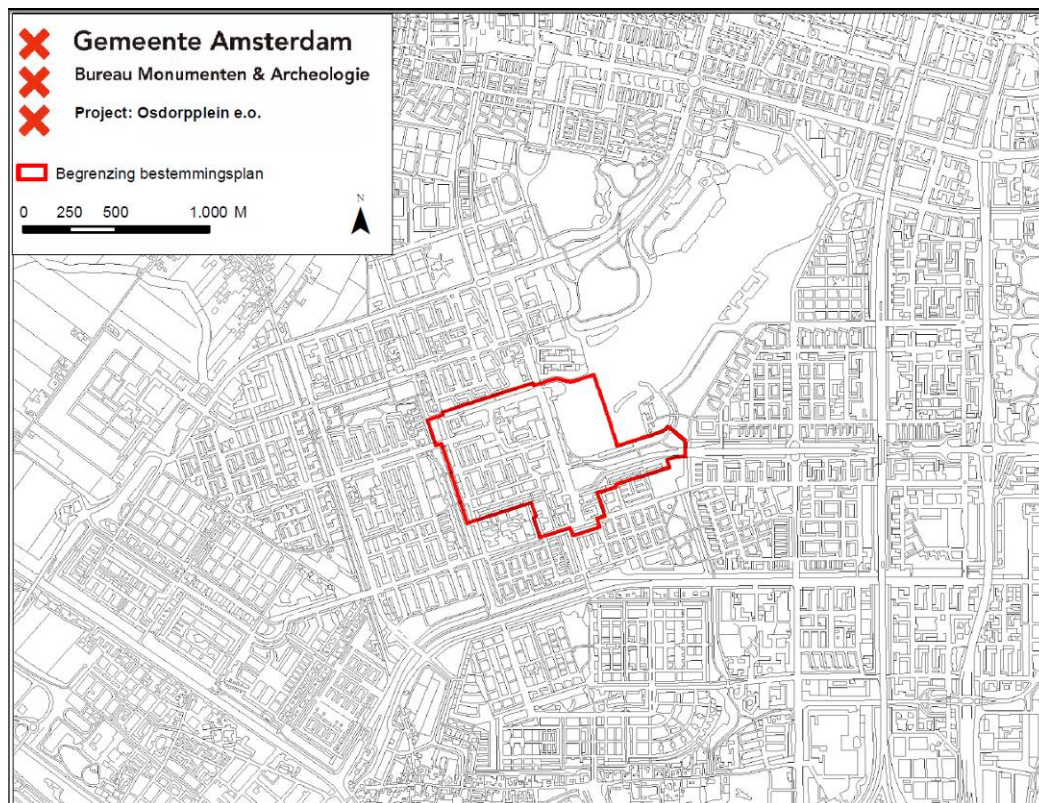 Gemeente Amsterdam
Bureau Monumenten & Archeologie
Project: Osdorpplein e.o.
Begrenzing bestemmingsplan
0 250 500 1.000 M
N